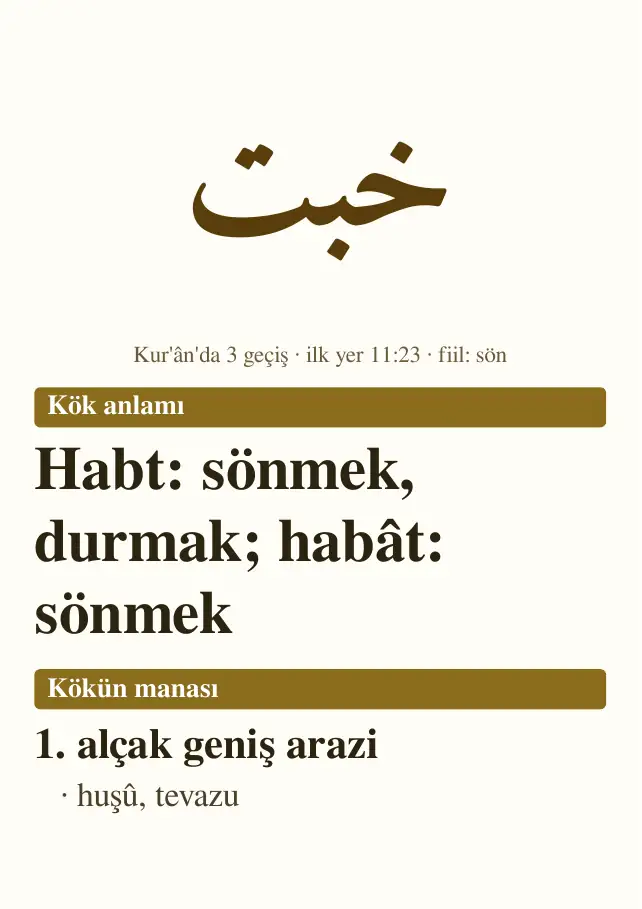 خبت
Kur'ân'da 3 geçiş · ilk yer 11:23 · fiil: sön
Kök anlamı
Habt: sönmek,
durmak; habât:
sönmek
Kökün manası
1. alçak geniş arazi
· huşû, tevazu